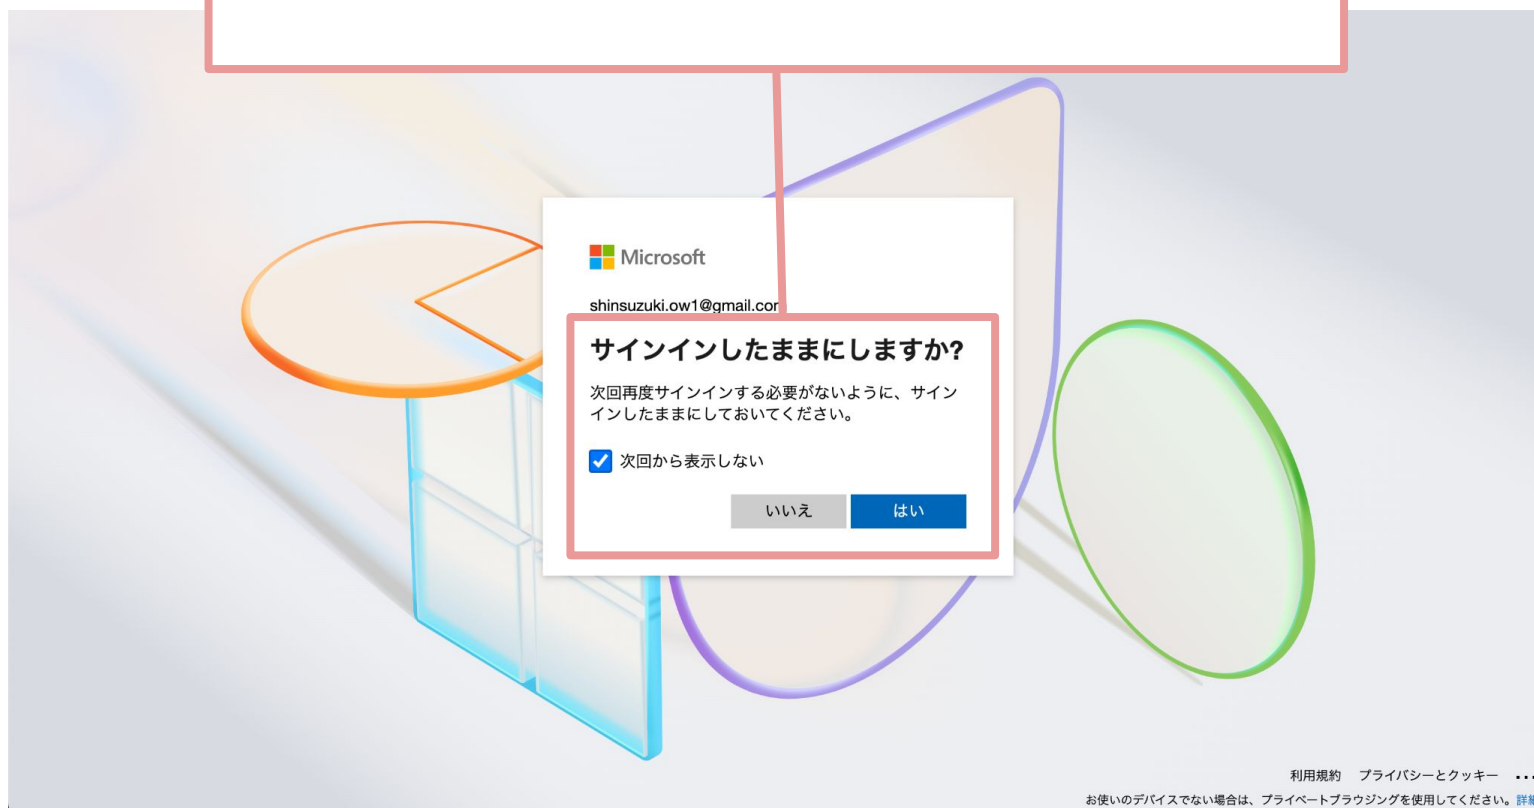 Microsoft
shinsuzuki.ow1@gmail.com
サインインしたままにしますか?
次回再度サインインする必要がないように、サイン
インしたままにしておいてください。
次回から表示しない
いいえ はい
利用規約 プライバシーとクッキー ...
お使いのデバイスでない場合は、プライベートブラウジングを使用してください。詳細